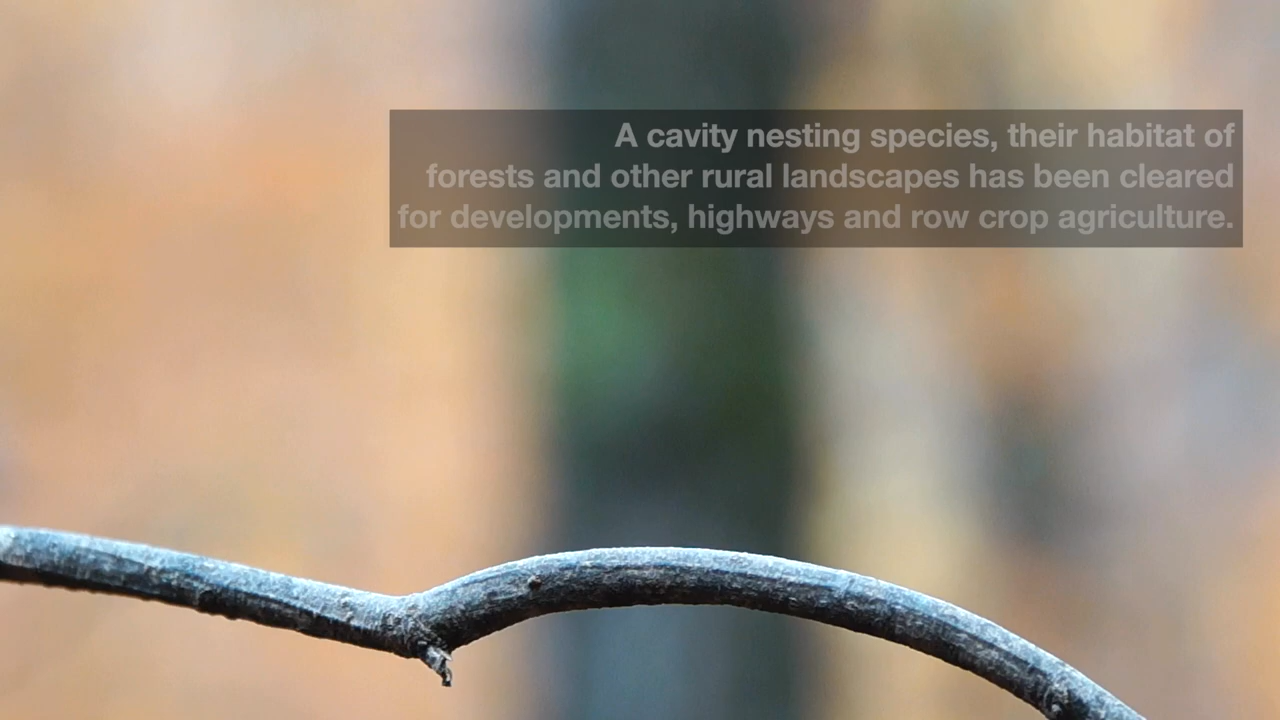 A cavity nesting species, their habitat of
forests and other rural landscapes has been cleared
for developments, highways and row crop agriculture.